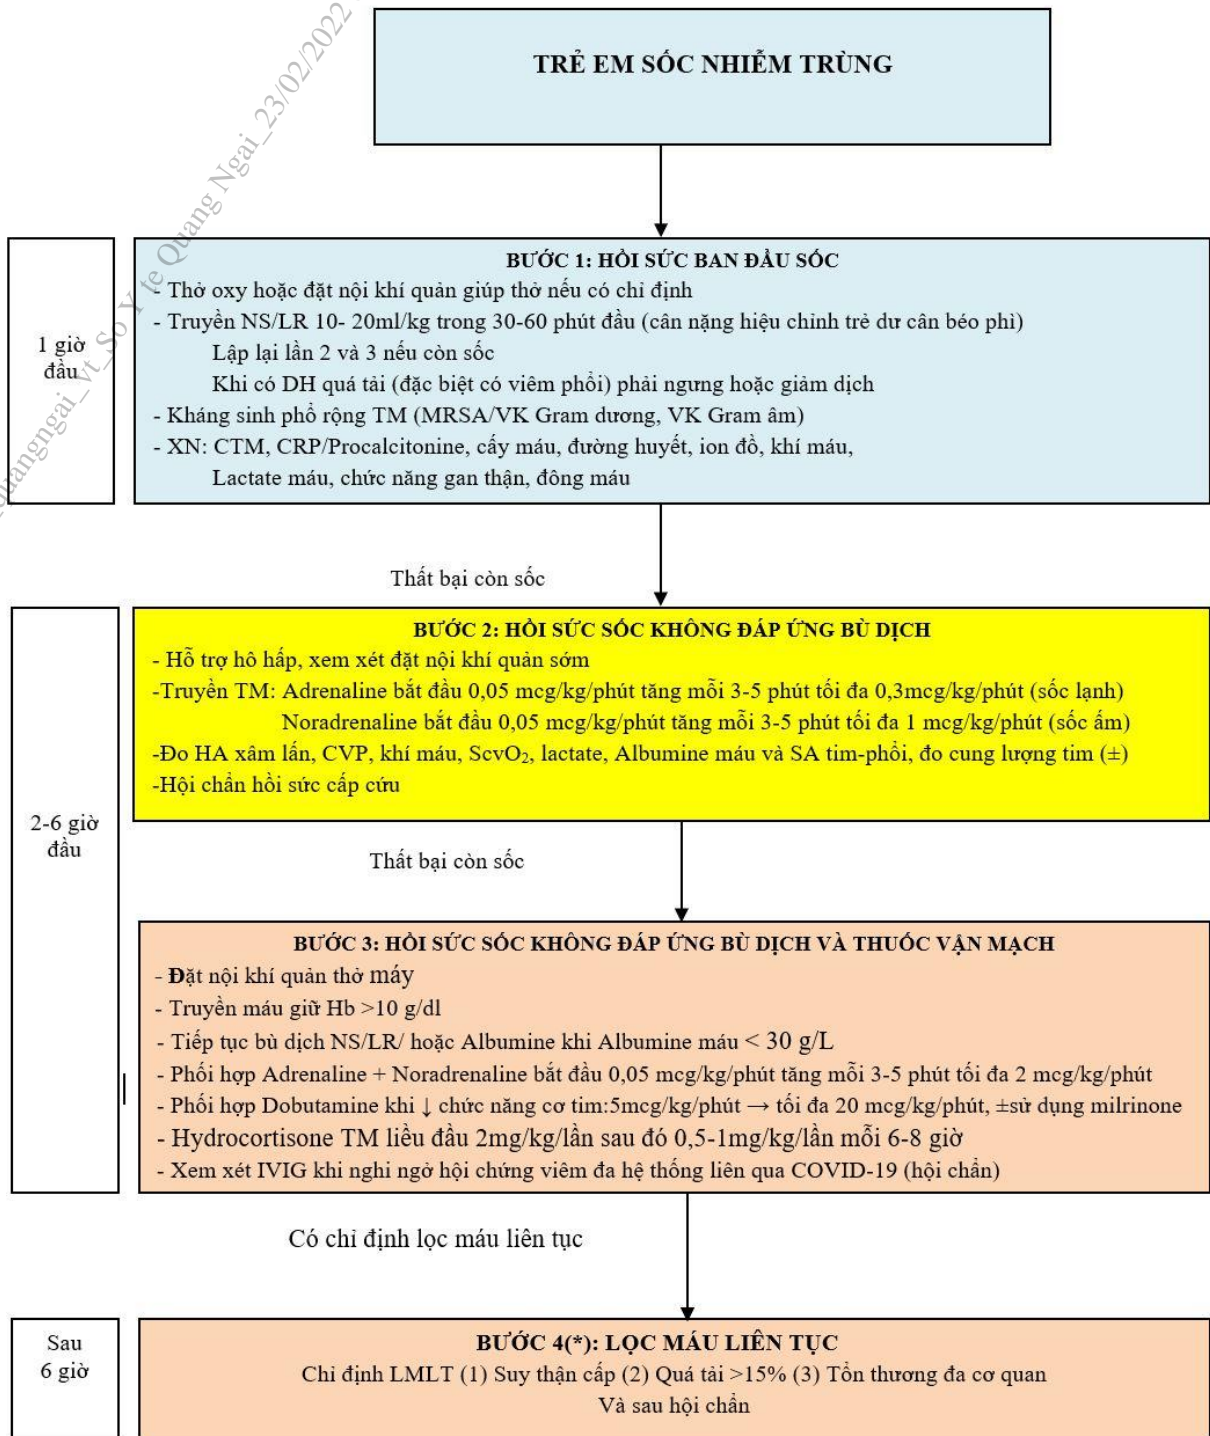 quangngai_vt_So Y te Quang Ngai_23/02/2022
TRẺ EM SỐC NHIỄM TRÙNG
1 giờ
đầu
BƯỚC 1: HỒI SỨC BAN ĐẦU SỐC
- Thở oxy hoặc đặt nội khí quản giúp thở nếu có chỉ định
- Truyền NS/LR 10- 20ml/kg trong 30-60 phút đầu (cân nặng hiệu chỉnh trẻ dư cân béo phì)
Lập lại lần 2 và 3 nếu còn sốc
Khi có DH quá tải (đặc biệt có viêm phổi) phải ngưng hoặc giảm dịch
- Kháng sinh phổ rộng TM (MRSA/VK Gram dương, VK Gram âm)
- XN: CTM, CRP/Procalcitonine, cấy máu, đường huyết, ion đồ, khí máu,
Lactate máu, chức năng gan thận, đông máu
Thất bại còn sốc
2-6 giờ
đầu
BƯỚC 2: HỒI SỨC SỐC KHÔNG ĐÁP ỨNG BÙ DỊCH
- Hỗ trợ hô hấp, xem xét đặt nội khí quản sớm
-Truyền TM: Adrenaline bắt đầu 0,05 mcg/kg/phút tăng mỗi 3-5 phút tối đa 0,3mcg/kg/phút (sốc lạnh)
Noradrenaline bắt đầu 0,05 mcg/kg/phút tăng mỗi 3-5 phút tối đa 1 mcg/kg/phút (sốc ấm)
-Đo HA xâm lấn, CVP, khí máu, ScvO₂, lactate, Albumine máu và SA tim-phổi, đo cung lượng tim (±)
-Hội chẩn hồi sức cấp cứu
Thất bại còn sốc
BƯỚC 3: HỒI SỨC SỐC KHÔNG ĐÁP ỨNG BÙ DỊCH VÀ THUỐC VẬN MẠCH
- Đặt nội khí quản thở máy
- Truyền máu giữ Hb >10 g/dl
- Tiếp tục bù dịch NS/LR/ hoặc Albumine khi Albumine máu < 30 g/L
- Phối hợp Adrenaline + Noradrenaline bắt đầu 0,05 mcg/kg/phút tăng mỗi 3-5 phút tối đa 2 mcg/kg/phút
- Phối hợp Dobutamine khi ↓ chức năng cơ tim:5mcg/kg/phút → tối đa 20 mcg/kg/phút, ±sử dụng milrinone
- Hydrocortisone TM liều đầu 2mg/kg/lần sau đó 0,5-1mg/kg/lần mỗi 6-8 giờ
- Xem xét IVIG khi nghi ngờ hội chứng viêm đa hệ thống liên qua COVID-19 (hội chẩn)
Có chỉ định lọc máu liên tục
Sau
6 giờ
BƯỚC 4(*): LỌC MÁU LIÊN TỤC
Chỉ định LMLT (1) Suy thận cấp (2) Quá tải >15% (3) Tổn thương đa cơ quan
Và sau hội chẩn